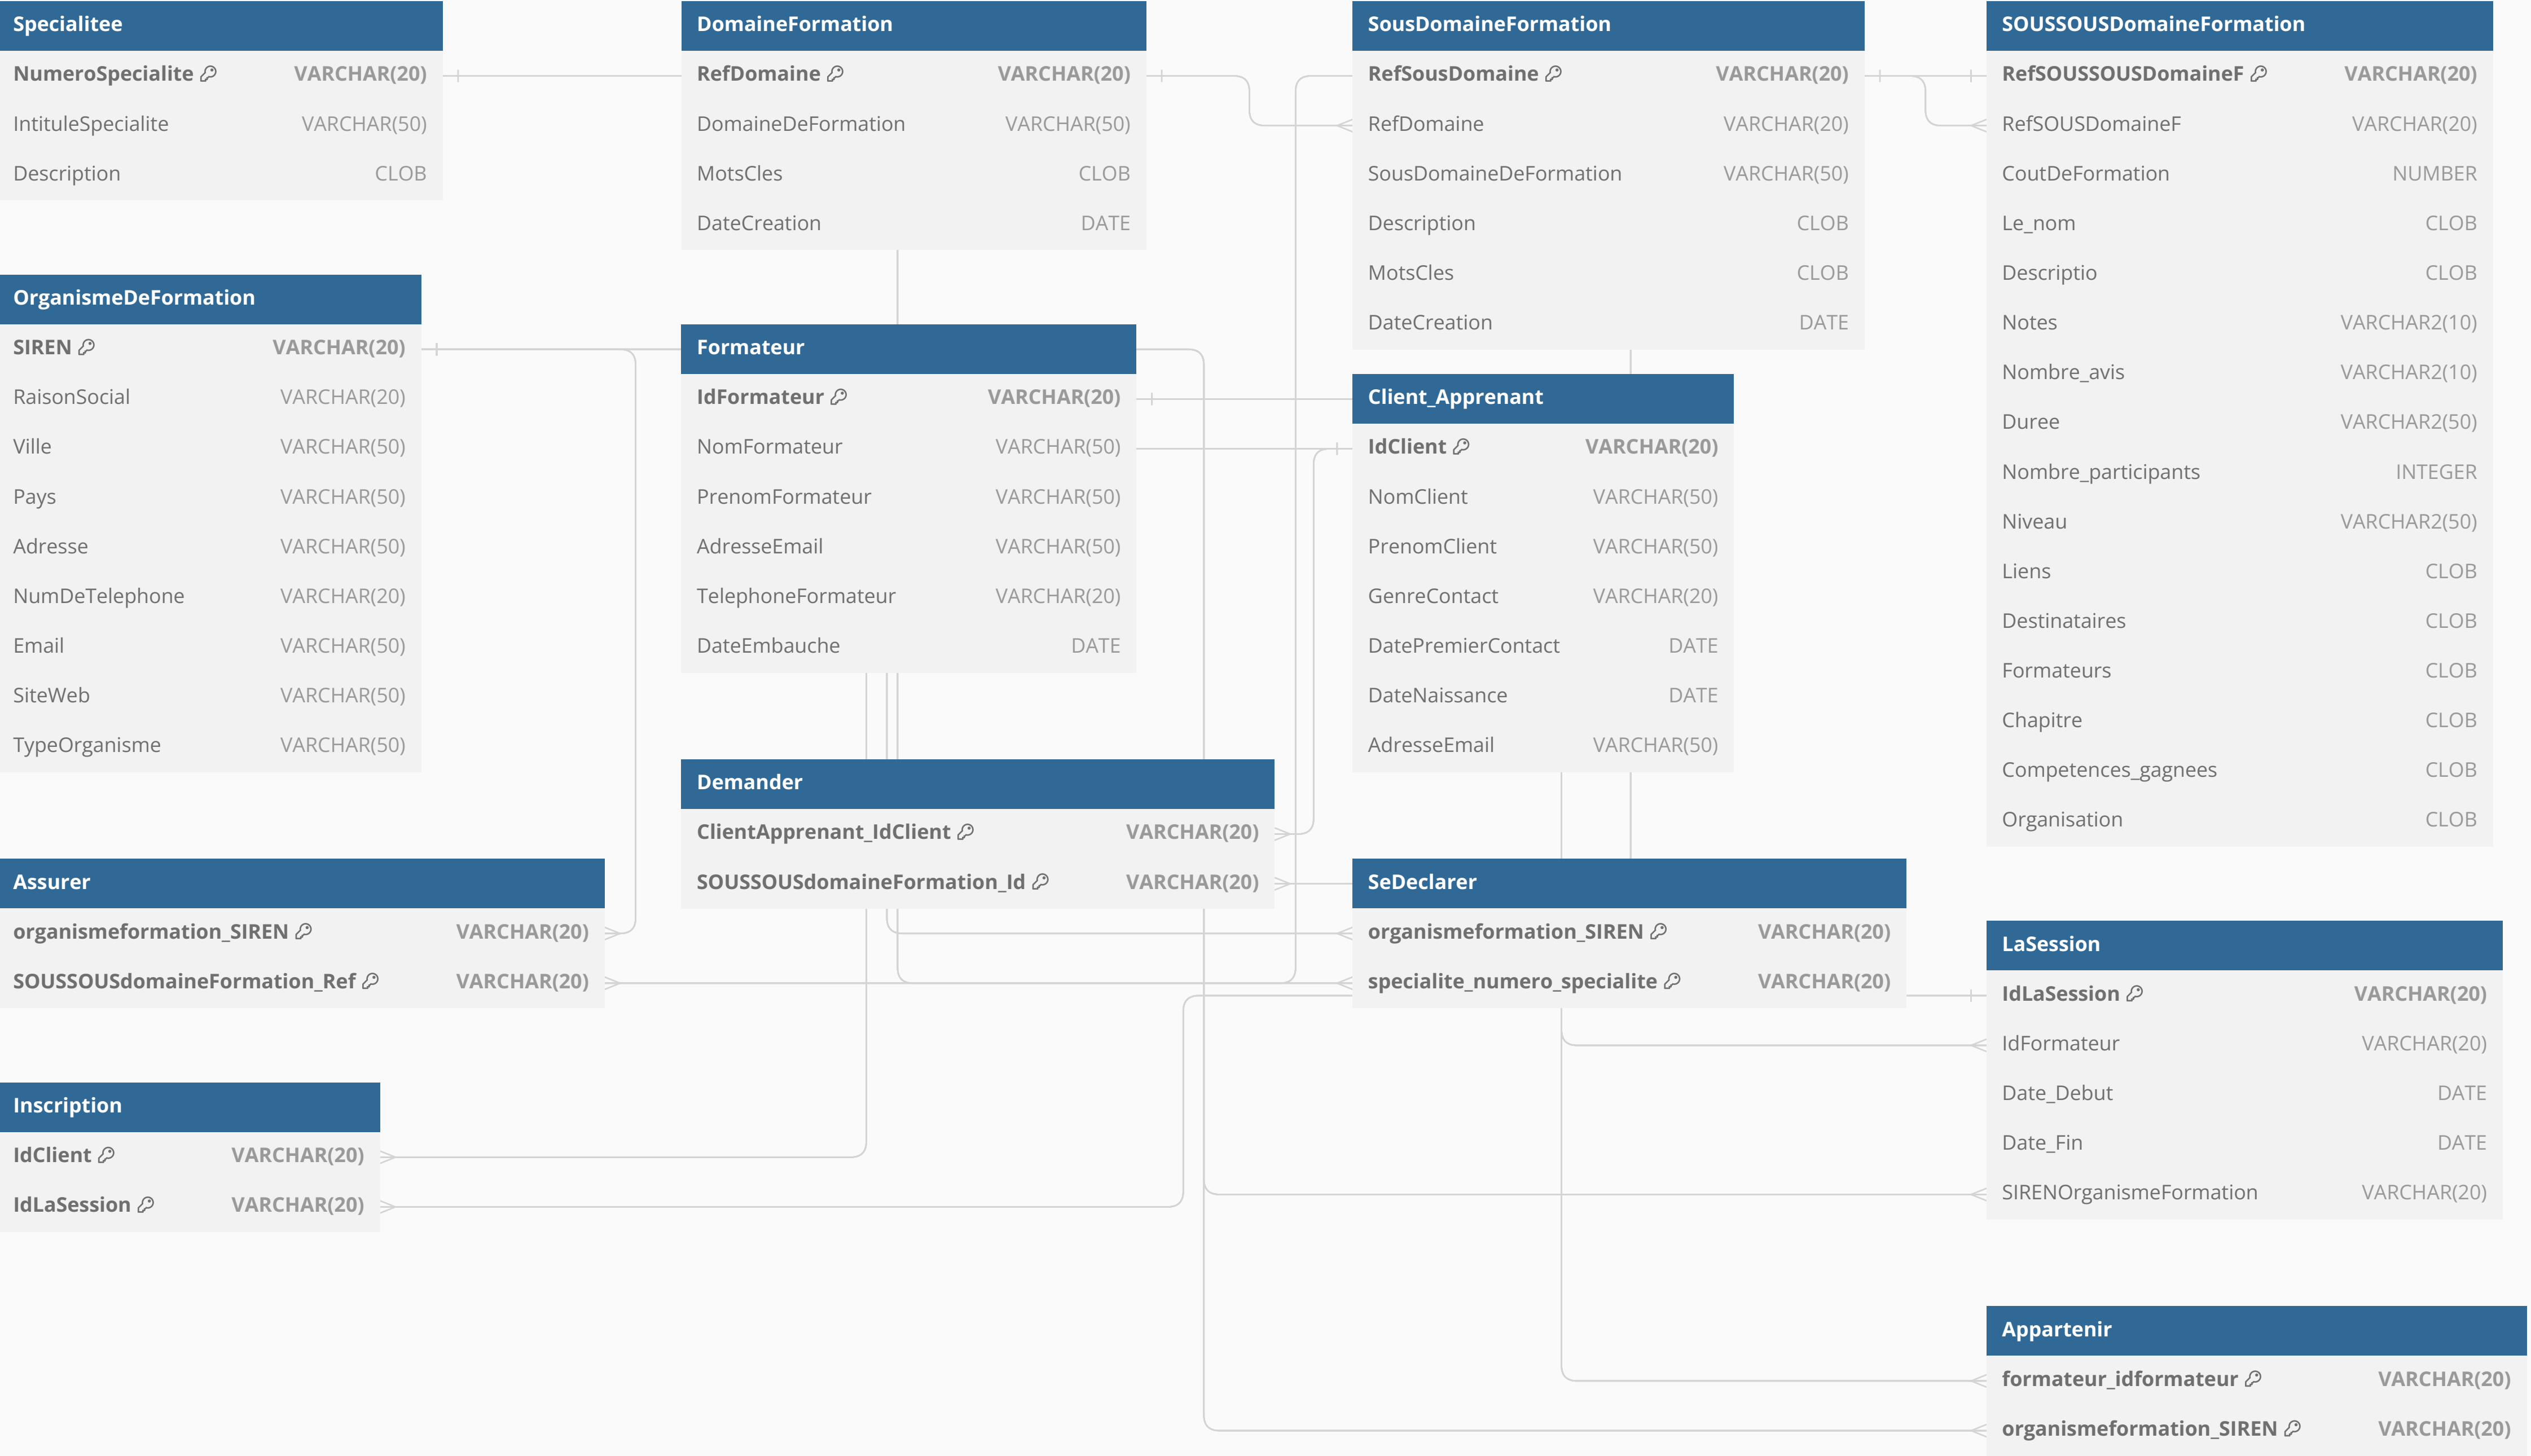 Specialitee
NumeroSpecialite VARCHAR(20)
IntituleSpecialite VARCHAR(50)
Description CLOB
DomaineFormation
RefDomaine VARCHAR(20)
DomaineDeFormation VARCHAR(50)
MotsCles CLOB
DateCreation DATE
SousDomaineFormation
RefSousDomaine VARCHAR(20)
RefDomaine VARCHAR(20)
SousDomaineDeFormation VARCHAR(50)
Description CLOB
MotsCles CLOB
DateCreation DATE
SOUSSOUSDomaineFormation
RefSOUSSOUSDomaineF VARCHAR(20)
RefSOUSDomaineF VARCHAR(20)
CoutDeFormation NUMBER
Le_nom CLOB
Descriptio CLOB
Notes VARCHAR2(10)
Nombre_avis VARCHAR2(10)
Duree VARCHAR2(50)
Nombre_participants INTEGER
Niveau VARCHAR2(50)
Liens CLOB
Destinataires CLOB
Formateurs CLOB
Chapitre CLOB
Competences_gagnees CLOB
Organisation CLOB
OrganismeDeFormation
SIREN VARCHAR(20)
RaisonSocial VARCHAR(20)
Ville VARCHAR(50)
Pays VARCHAR(50)
Adresse VARCHAR(50)
NumDeTelephone VARCHAR(20)
Email VARCHAR(50)
SiteWeb VARCHAR(50)
TypeOrganisme VARCHAR(50)
Formateur
IdFormateur VARCHAR(20)
NomFormateur VARCHAR(50)
PrenomFormateur VARCHAR(50)
AdresseEmail VARCHAR(50)
TelephoneFormateur VARCHAR(20)
DateEmbauche DATE
Client_Apprenant
IdClient VARCHAR(20)
NomClient VARCHAR(50)
PrenomClient VARCHAR(50)
GenreContact VARCHAR(20)
DatePremierContact DATE
DateNaissance DATE
AdresseEmail VARCHAR(50)
Demander
ClientApprenant_IdClient VARCHAR(20)
SOUSSOUSdomaineFormation_Id VARCHAR(20)
Assurer
organismeformation_SIREN VARCHAR(20)
SOUSSOUSdomaineFormation_Ref VARCHAR(20)
SeDeclarer
organismeformation_SIREN VARCHAR(20)
specialite_numero_specialite VARCHAR(20)
LaSession
IdLaSession VARCHAR(20)
IdFormateur VARCHAR(20)
Date_Debut DATE
Date_Fin DATE
SIRENOrganismeFormation VARCHAR(20)
Inscription
IdClient VARCHAR(20)
IdLaSession VARCHAR(20)
Appartenir
formateur_idformateur VARCHAR(20)
organismeformation_SIREN VARCHAR(20)